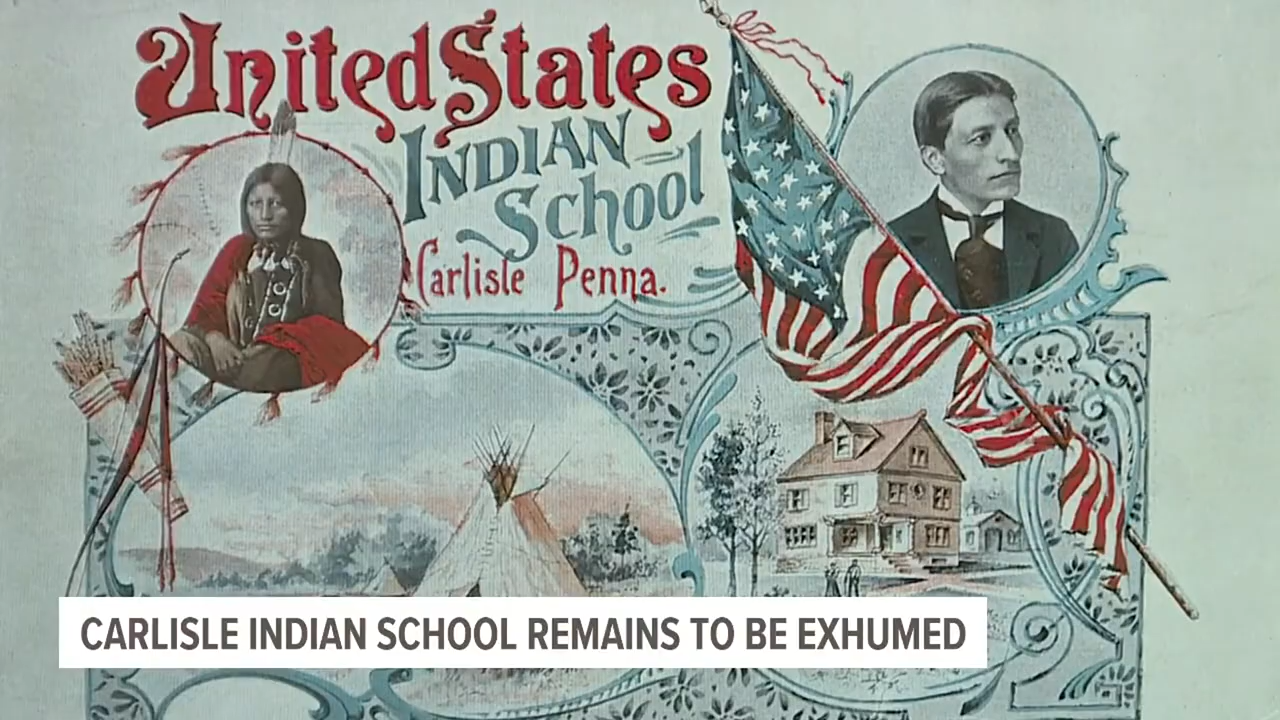 United States
INDIAN
School
Carlisle Penna.
CARLISLE INDIAN SCHOOL REMAINS TO BE EXHUMED